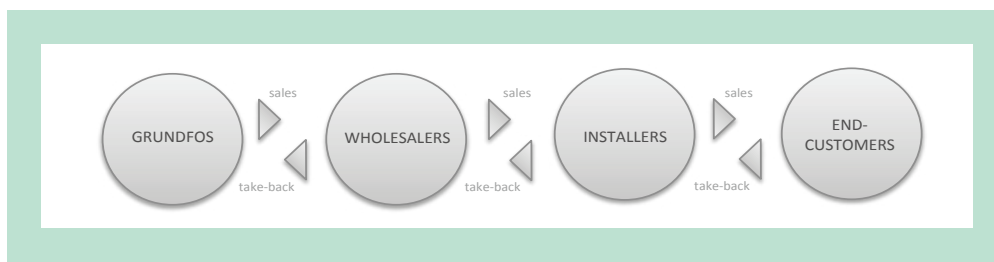 sales
sales
sales
GRUNDFOS
WHOLESALERS
INSTALLERS
END-
CUSTOMERS
take-back
take-back
take-back